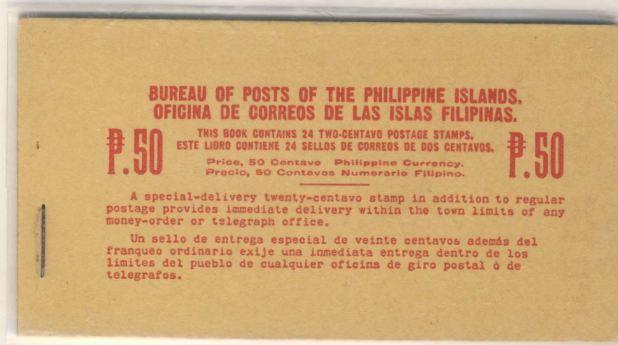 BUREAU OF POSTS OF THE PHILIPPINE ISLANDS.
OFICINA DE CORREOS DE LAS ISLAS FILIPINAS.
₱.50
THIS BOOK CONTAINS 24 TWO-CENTAVO POSTAGE STAMPS.
ESTE LIBRO CONTIENE 24 SELLOS DE CORREOS DE DOS CENTAVOS.
Price, 50 Centavo Philippine Currency.
Precio, 50 Centavos Numerario Filipino.
₱.50
A special-delivery twenty-centavo stamp in addition to regular
postage provides immediate delivery within the town limits of any
money-order or telegraph office.
Un sello de entrega especial de veinte centavos además del
franqueo ordinario exije una inmediata entrega dentro de los
límites del pueblo de cualquier oficina de giro postal ó de
telégrafos.